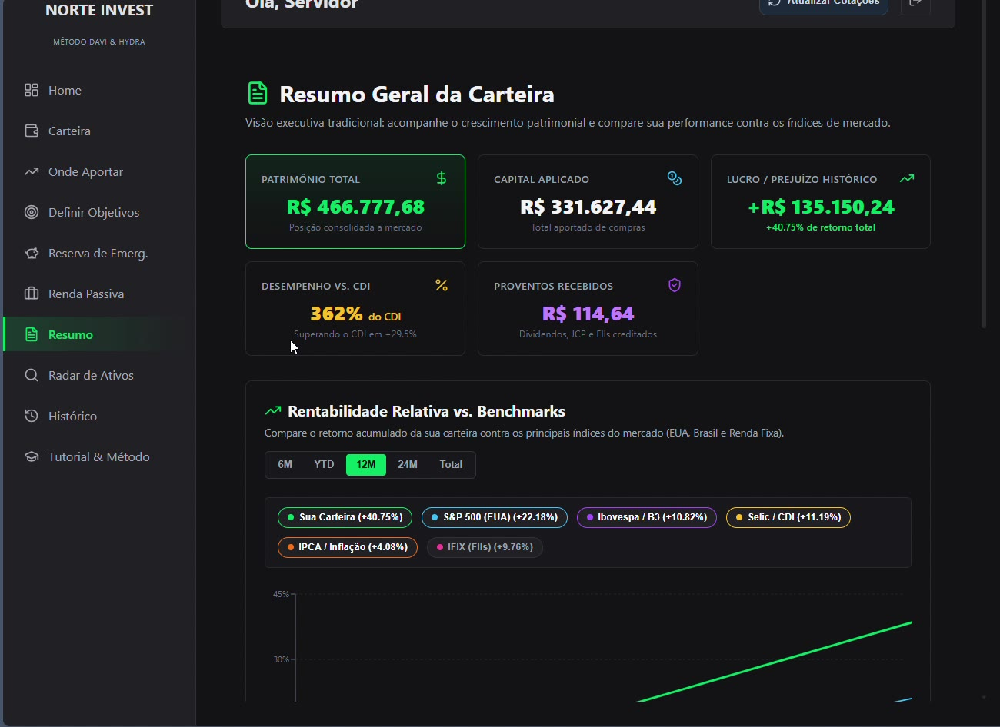 NORTE INVEST
MÉTODO DAVI & HYDRA
Home
Carteira
Onde Aportar
Definir Objetivos
Reserva de Emerg.
Renda Passiva
Resumo
Radar de Ativos
Histórico
Tutorial & Método
Olá, Servidor
Atualizar Cotações
Resumo Geral da Carteira
Visão executiva tradicional: acompanhe o crescimento patrimonial e compare sua performance contra os índices de mercado.
PATRIMÔNIO TOTAL
R$ 466.777,68
Posição consolidada a mercado
CAPITAL APLICADO
R$ 331.627,44
Total aportado de compras
LUCRO / PREJUÍZO HISTÓRICO
+R$ 135.150,24
+40.75% de retorno total
DESEMPENHO VS. CDI
362% do CDI
Superando o CDI em +29.5%
PROVENTOS RECEBIDOS
R$ 114,64
Dividendos, JCP e FIIs creditados
Rentabilidade Relativa vs. Benchmarks
Compare o retorno acumulado da sua carteira contra os principais índices do mercado (EUA, Brasil e Renda Fixa).
6M YTD 12M 24M Total
Sua Carteira (+40.75%) S&P 500 (EUA) (+22.18%) Ibovespa / B3 (+10.82%) Selic / CDI (+11.19%)
IPCA / Inflação (+4.08%) IFIX (FIIs) (+9.76%)
45%
30%